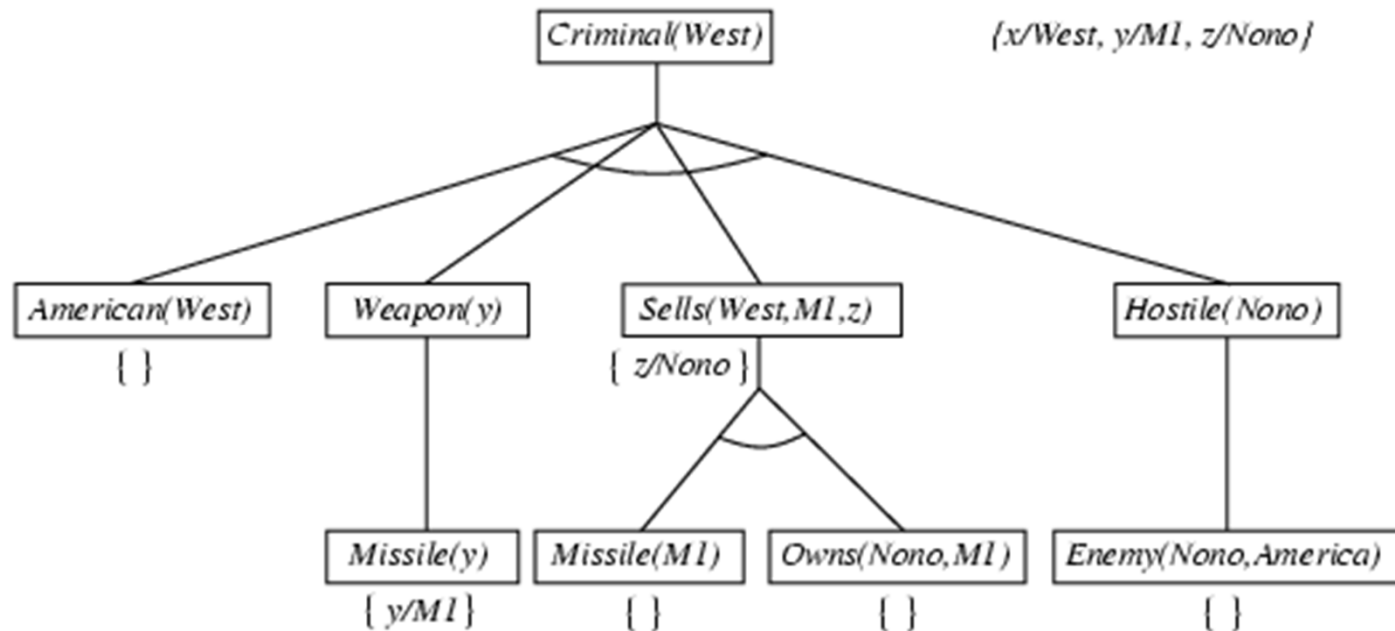 Criminal(West)
{x/West, y/M1, z/Nono}
American(West)
Weapon(y)
Sells(West,M1,z)
Hostile(Nono)
{ }
{ z/Nono }
Missile(y)
Missile(M1)
Owns(Nono,M1)
Enemy(Nono,America)
{ y/M1 }
{ }
{ }
{ }